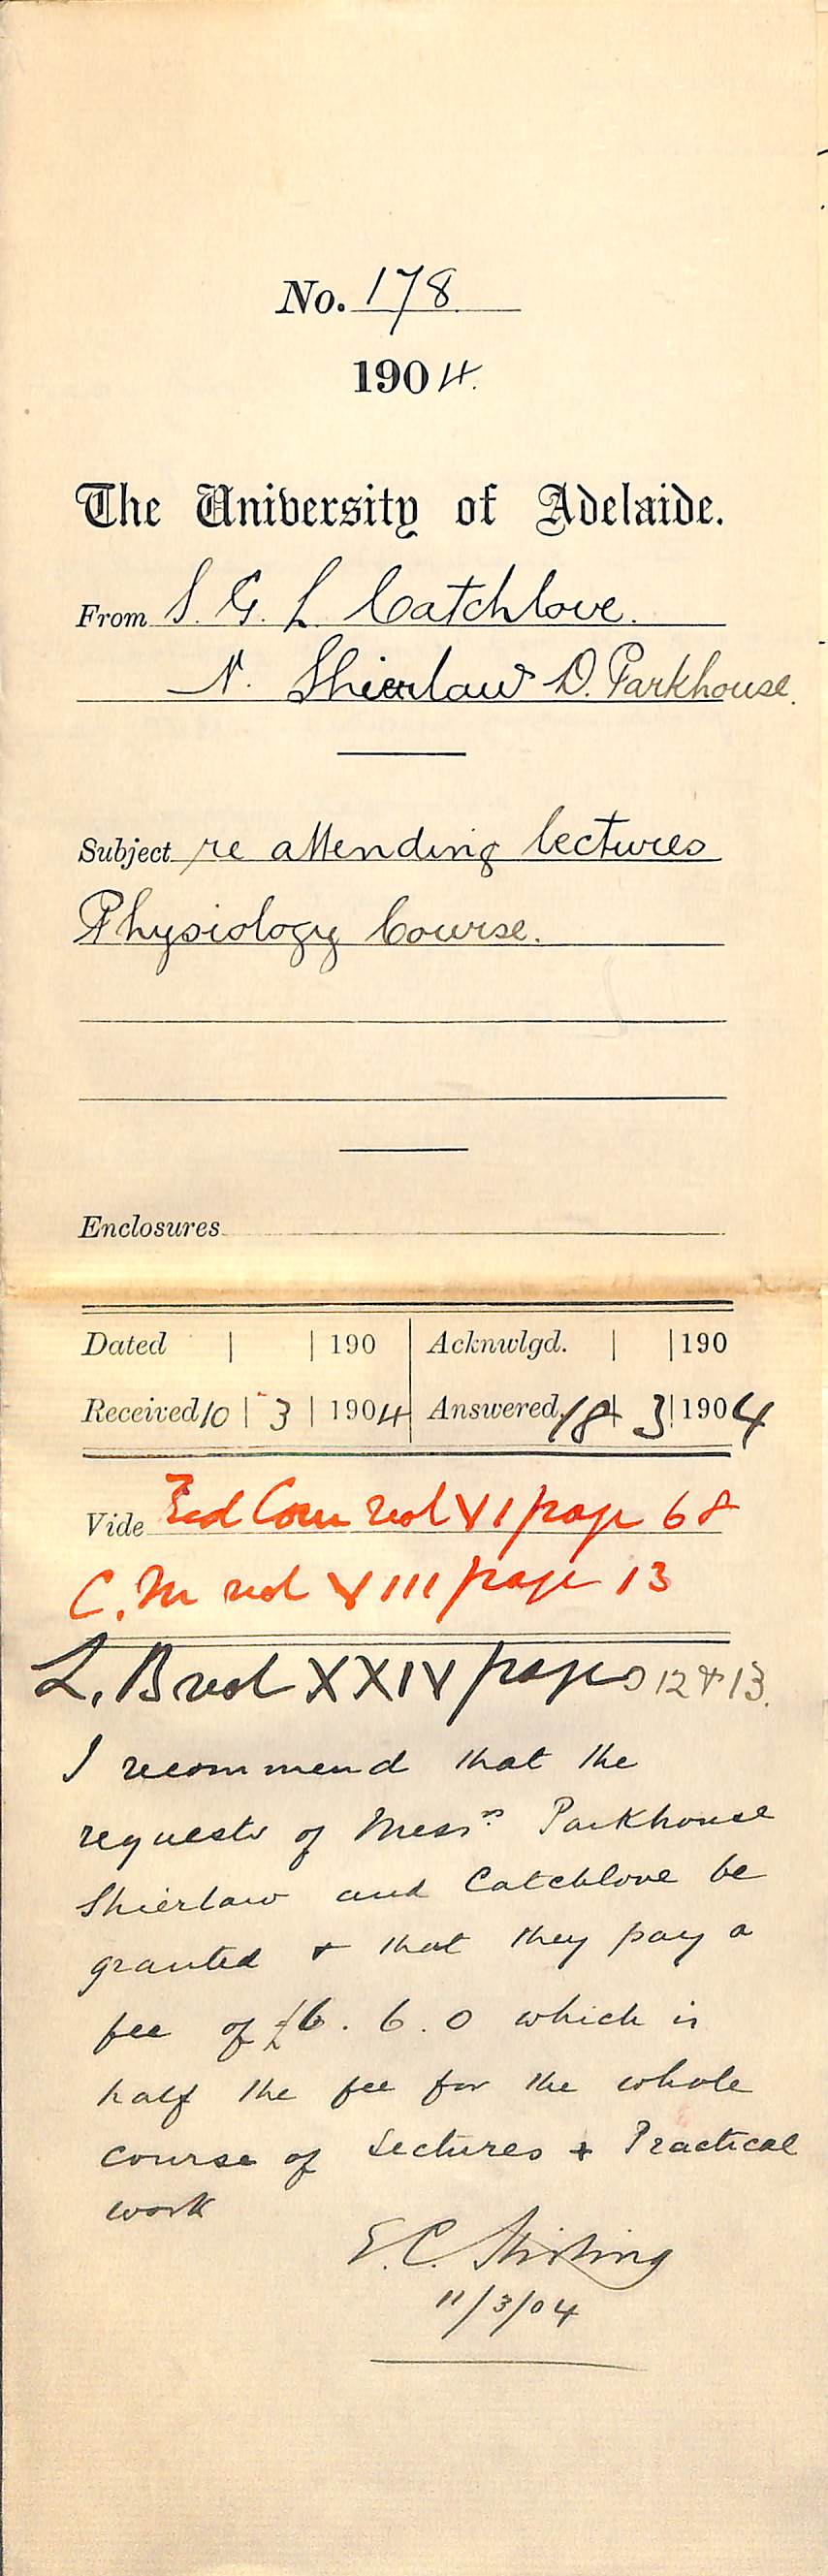 No. 178.
1904.
The University of Adelaide.
From S. G. L. Catchlove.
N. Shierlaw D. Parkhouse.
Subject re attending lectures
Physiology Course.
Enclosures
Dated | | 190 | Acknwlgd. | | 190
Received 10 | 3 | 1904 | Answered 18 | 3 | 1904
Vide Ed Com vol VI page 68
C. M vol VIII page 13
L. B vol XXIV pages 12 & 13.
I recommend that the
requests of Messrs Parkhouse
Shierlaw and Catchlove be
granted & that they pay a
fee of £6. 6. 0 which is
half the fee for the whole
course of Lectures + Practical
work
E. C. Stirling
11/3/04